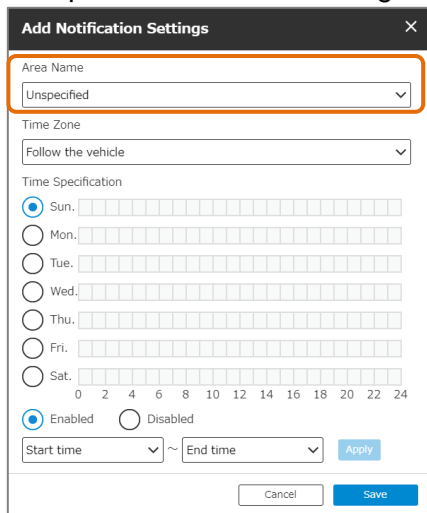 Add Notification Settings ×
Area Name
Unspecified
Time Zone
Follow the vehicle
Time Specification
Sun.
Mon.
Tue.
Wed.
Thu.
Fri.
Sat.
0 2 4 6 8 10 12 14 16 18 20 22 24
Enabled Disabled
Start time ~ End time Apply
Cancel Save